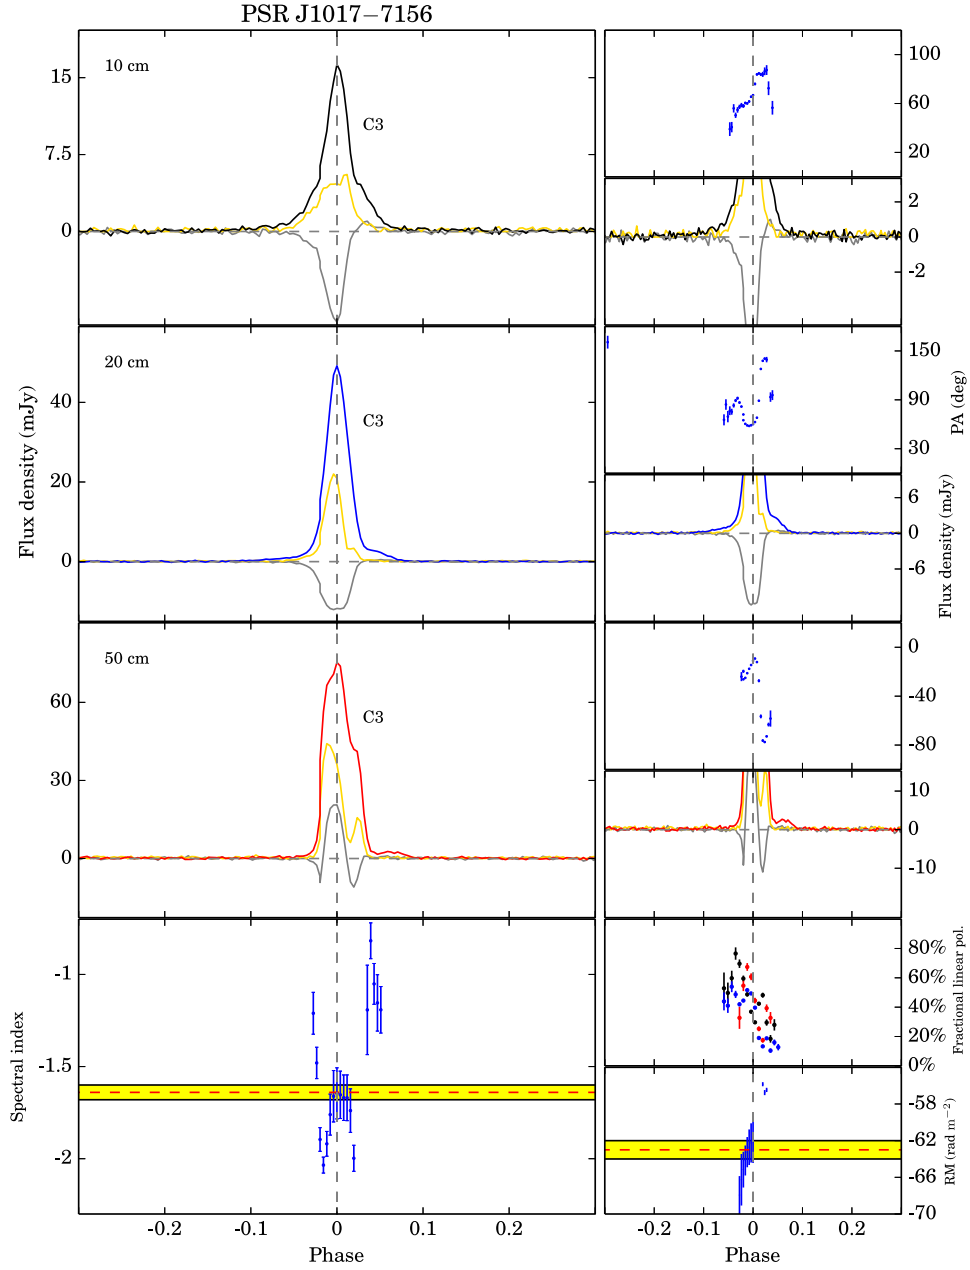 PSR J1017−7156
10 cm
C3
15
7.5
0
100
60
20
2
0
-2
20 cm
C3
40
20
0
Flux density (mJy)
150
90
30
PA (deg)
6
0
-6
Flux density (mJy)
50 cm
C3
60
30
0
0
-40
-80
10
0
-10
-1
-1.5
-2
Spectral index
80%
60%
40%
20%
0%
Fractional linear pol.
-58
-62
-66
-70
RM (rad m−2)
-0.2 -0.1 0 0.1 0.2
Phase
-0.2 -0.1 0 0.1 0.2
Phase